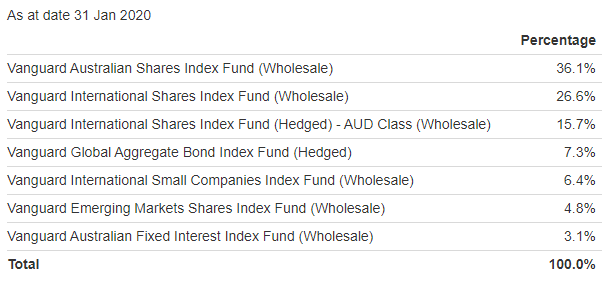 As at date 31 Jan 2020
Percentage
Vanguard Australian Shares Index Fund (Wholesale) 36.1%
Vanguard International Shares Index Fund (Wholesale) 26.6%
Vanguard International Shares Index Fund (Hedged) - AUD Class (Wholesale) 15.7%
Vanguard Global Aggregate Bond Index Fund (Hedged) 7.3%
Vanguard International Small Companies Index Fund (Wholesale) 6.4%
Vanguard Emerging Markets Shares Index Fund (Wholesale) 4.8%
Vanguard Australian Fixed Interest Index Fund (Wholesale) 3.1%
Total 100.0%